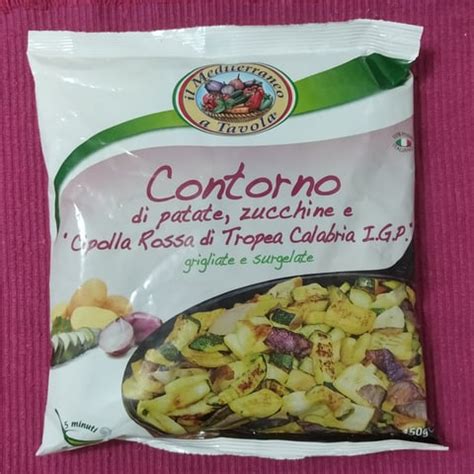 il Mediterraneo
a Tavola
Contorno
di patate, zucchine e
"Cipolla Rossa di Tropea Calabria I.G.P."
grigliate e surgelate
5 minuti
450g